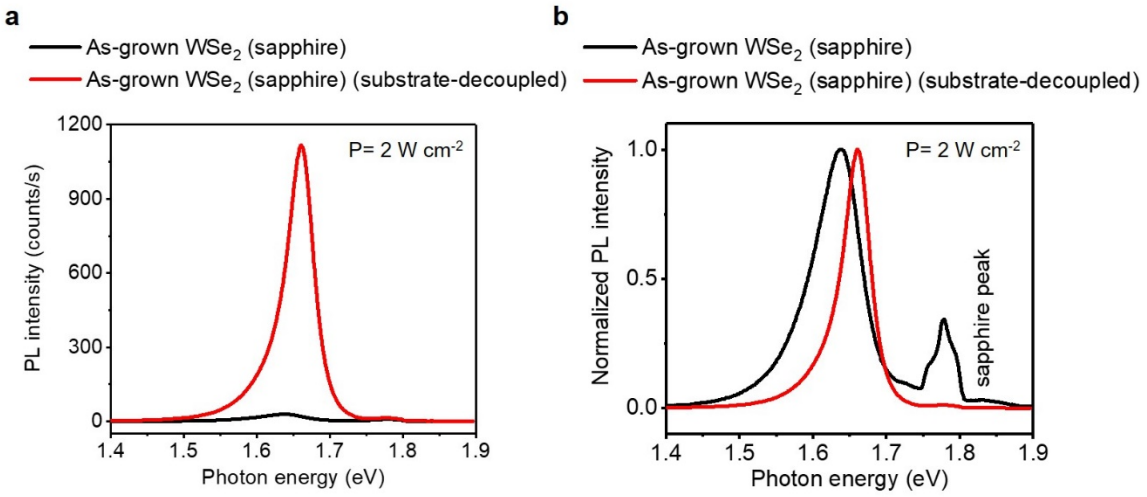 a
As-grown WSe₂ (sapphire)
As-grown WSe₂ (sapphire) (substrate-decoupled)
1200
900
600
300
0
PL intensity (counts/s)
P= 2 W cm⁻²
1.4 1.5 1.6 1.7 1.8 1.9
Photon energy (eV)
b
As-grown WSe₂ (sapphire)
As-grown WSe₂ (sapphire) (substrate-decoupled)
1.0
0.5
0.0
Normalized PL intensity
P= 2 W cm⁻²
sapphire peak
1.4 1.5 1.6 1.7 1.8 1.9
Photon energy (eV)